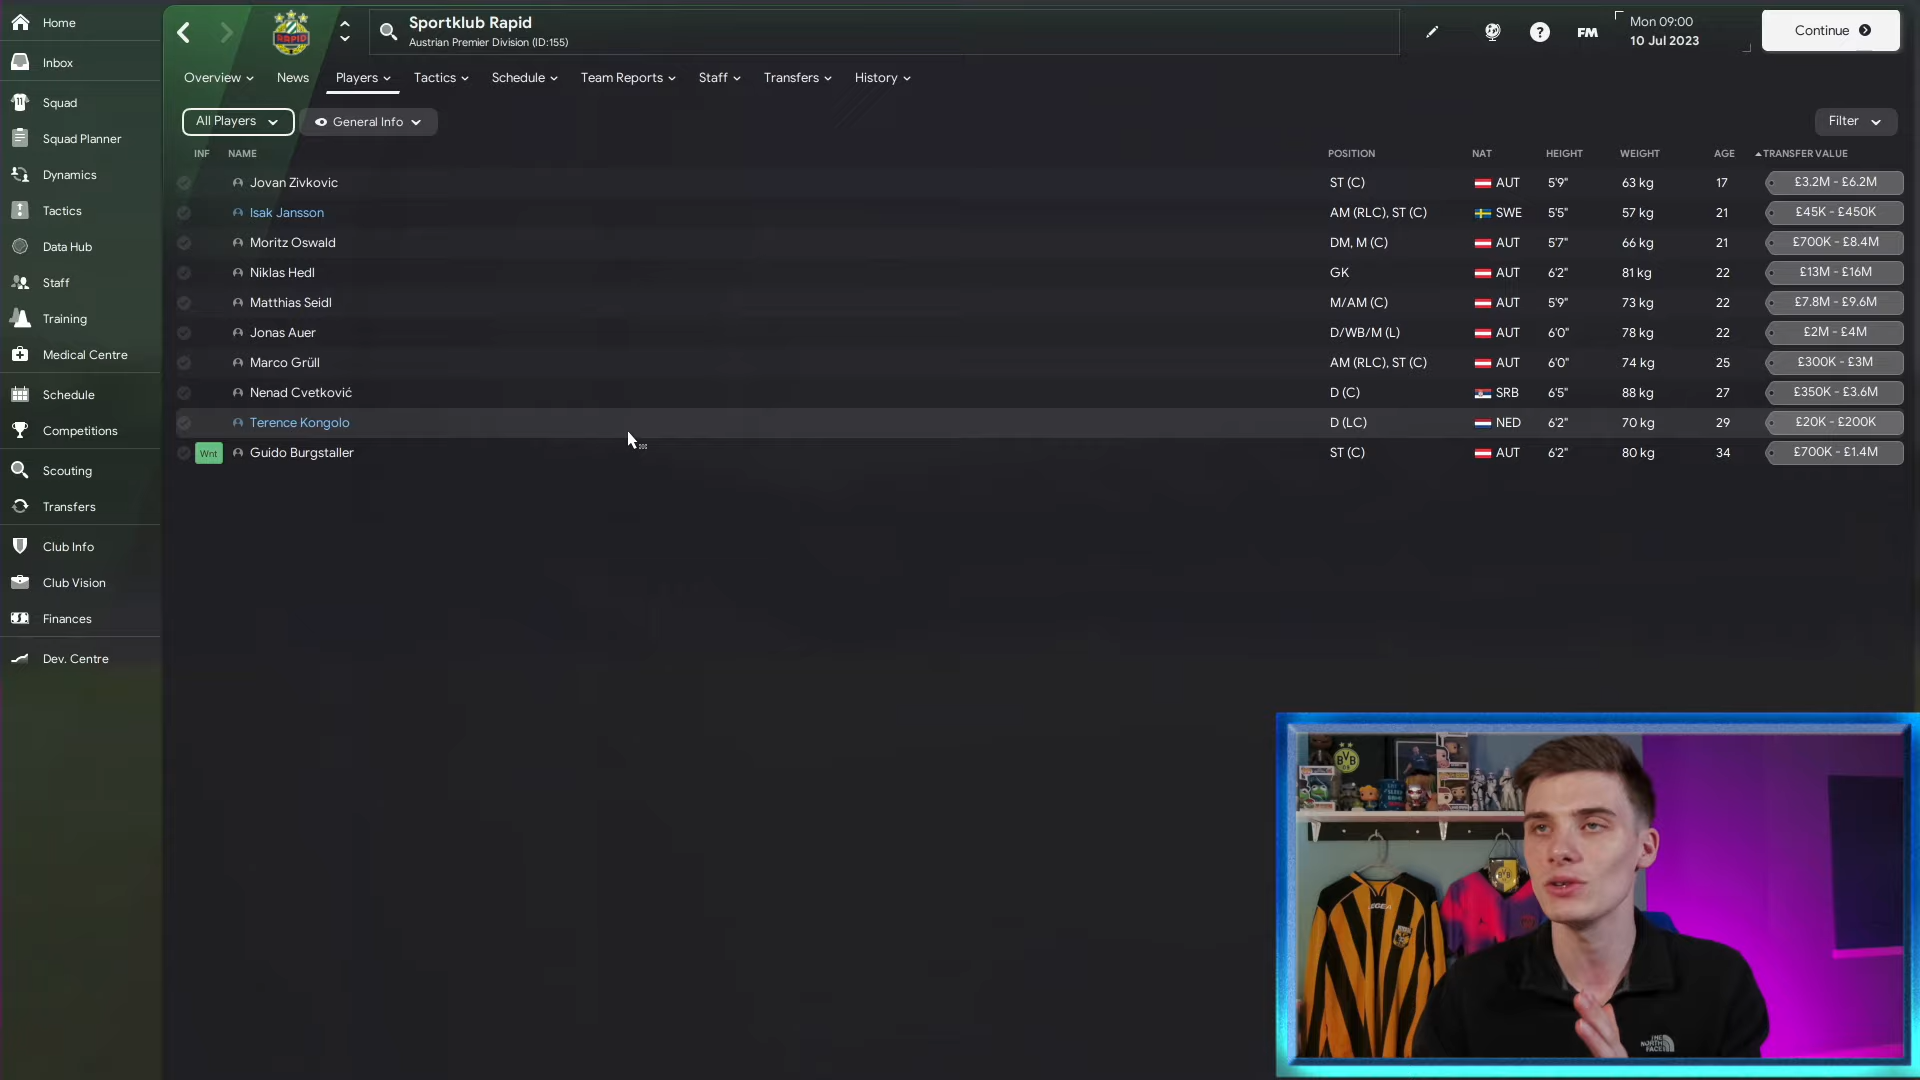 Home
Inbox
Squad
Squad Planner
Dynamics
Tactics
Data Hub
Staff
Training
Medical Centre
Schedule
Competitions
Scouting
Transfers
Club Info
Club Vision
Finances
Dev. Centre
RAPID
Sportklub Rapid
Austrian Premier Division (ID:155)
FM
Mon 09:00
10 Jul 2023
Continue
Overview News Players Tactics Schedule Team Reports Staff Transfers History
All Players General Info Filter
INF NAME POSITION NAT HEIGHT WEIGHT AGE TRANSFER VALUE
Jovan Zivkovic ST (C) AUT 5'9" 63 kg 17 £3.2M - £6.2M
Isak Jansson AM (RLC), ST (C) SWE 5'5" 57 kg 21 £45K - £450K
Moritz Oswald DM, M (C) AUT 5'7" 66 kg 21 £700K - £8.4M
Niklas Hedl GK AUT 6'2" 81 kg 22 £13M - £16M
Matthias Seidl M/AM (C) AUT 5'9" 73 kg 22 £7.8M - £9.6M
Jonas Auer D/WB/M (L) AUT 6'0" 78 kg 22 £2M - £4M
Marco Grüll AM (RLC), ST (C) AUT 6'0" 74 kg 25 £300K - £3M
Nenad Cvetković D (C) SRB 6'5" 88 kg 27 £350K - £3.6M
Terence Kongolo D (LC) NED 6'2" 70 kg 29 £20K - £200K
Wnt Guido Burgstaller ST (C) AUT 6'2" 80 kg 34 £700K - £1.4M
BVB
09
LEGEA
THE
NORTH
FACE